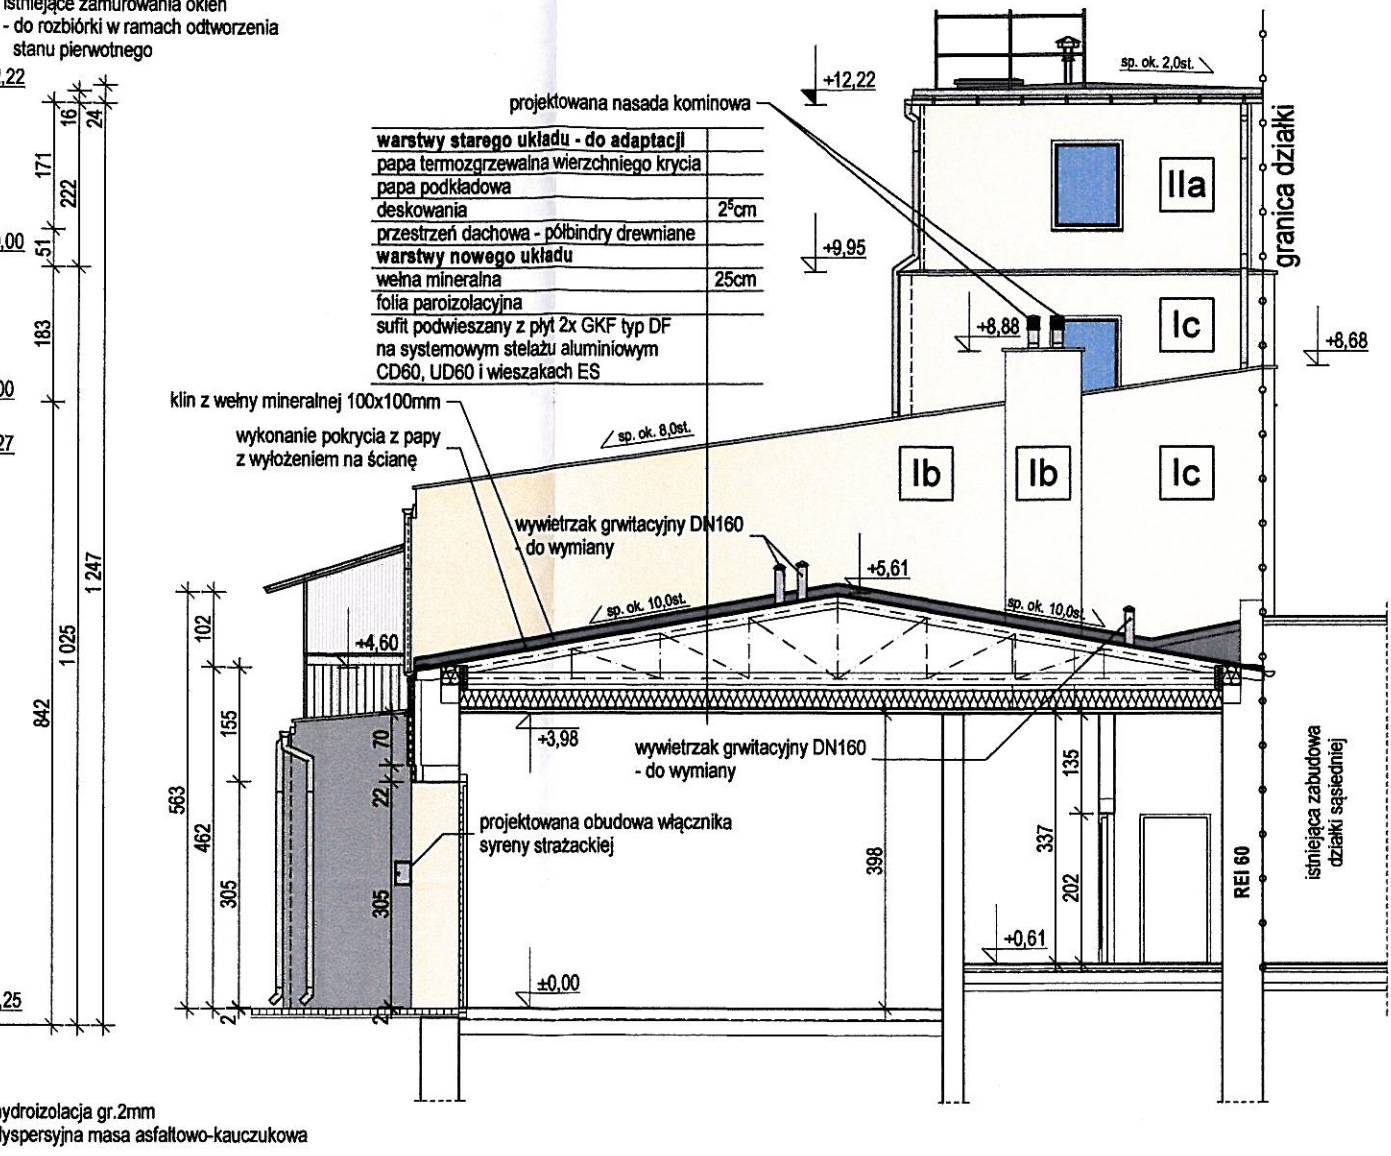 istniejące zamurowania okien
- do rozbiórki w ramach odtworzenia
stanu pierwotnego
,22
16
24
171
222
51
,00
183
,00
27
1 247
1 025
842
,25
hydroizolacja gr.2mm
dyspersyjna masa asfaltowo-kauczukowa
projektowana nasada kominowa
warstwy starego układu - do adaptacji
papa termozgrzewalna wierzchniego krycia
papa podkładowa
deskowania 2⁵cm
przestrzeń dachowa - półbindry drewniane
warstwy nowego układu
wełna mineralna 25cm
folia paroizolacyjna
sufit podwieszany z płyt 2x GKF typ DF
na systemowym stelażu aluminiowym
CD60, UD60 i wieszakach ES
klin z wełny mineralnej 100x100mm
wykonanie pokrycia z papy
z wyłożeniem na ścianę
sp. ok. 8,0st.
sp. ok. 2,0st.
+12,22
+9,95
+8,88
+8,68
granica działki
IIa
Ic
Ib
Ib
Ic
wywietrzak grwitacyjny DN160
- do wymiany
+5,61
sp. ok. 10,0st.
sp. ok. 10,0st.
+4,60
102
155
70
22
563
462
305
305
2
2
+3,98
wywietrzak grwitacyjny DN160
- do wymiany
projektowana obudowa włącznika
syreny strażackiej
398
337
135
202
+0,61
±0,00
REI 60
istniejąca zabudowa
działki sąsiedniej